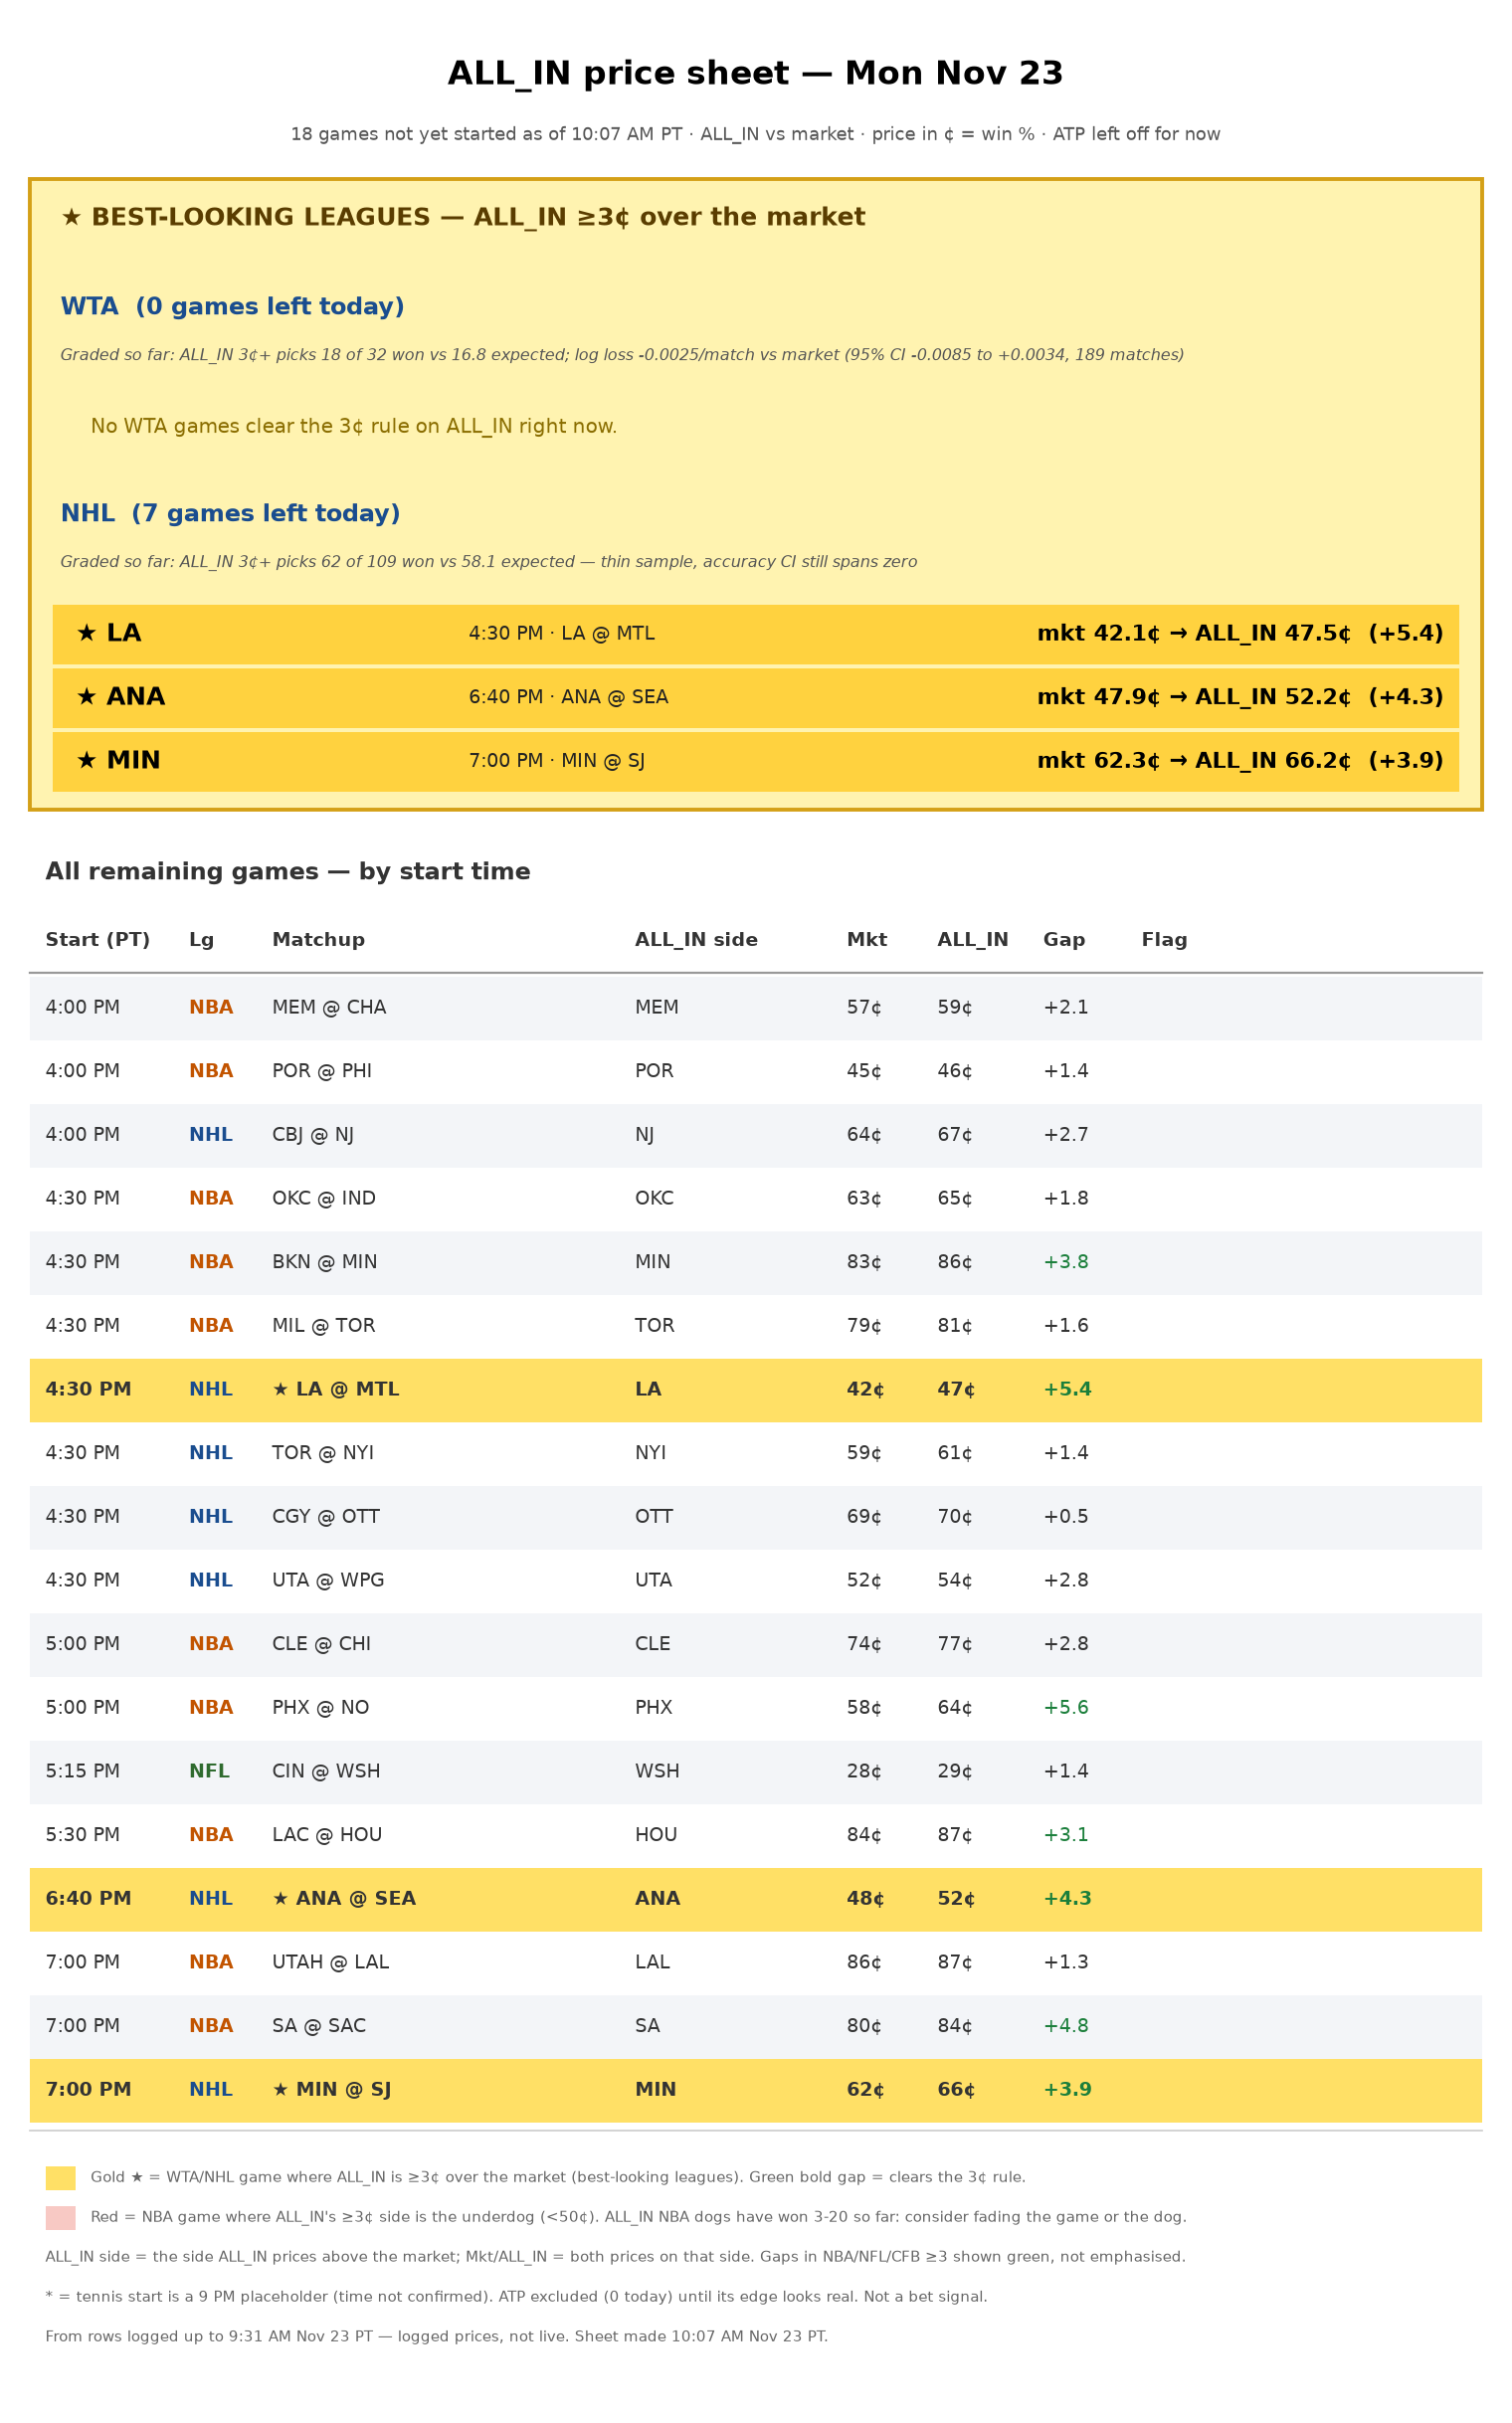 ALL_IN price sheet — Mon Nov 23
18 games not yet started as of 10:07 AM PT · ALL_IN vs market · price in ¢ = win % · ATP left off for now
★ BEST-LOOKING LEAGUES — ALL_IN ≥3¢ over the market
WTA (0 games left today)
Graded so far: ALL_IN 3¢+ picks 18 of 32 won vs 16.8 expected; log loss -0.0025/match vs market (95% CI -0.0085 to +0.0034, 189 matches)
No WTA games clear the 3¢ rule on ALL_IN right now.
NHL (7 games left today)
Graded so far: ALL_IN 3¢+ picks 62 of 109 won vs 58.1 expected — thin sample, accuracy CI still spans zero
★ LA 4:30 PM · LA @ MTL mkt 42.1¢ → ALL_IN 47.5¢ (+5.4)
★ ANA 6:40 PM · ANA @ SEA mkt 47.9¢ → ALL_IN 52.2¢ (+4.3)
★ MIN 7:00 PM · MIN @ SJ mkt 62.3¢ → ALL_IN 66.2¢ (+3.9)
All remaining games — by start time
Start (PT) Lg Matchup ALL_IN side Mkt ALL_IN Gap Flag
4:00 PM NBA MEM @ CHA MEM 57¢ 59¢ +2.1
4:00 PM NBA POR @ PHI POR 45¢ 46¢ +1.4
4:00 PM NHL CBJ @ NJ NJ 64¢ 67¢ +2.7
4:30 PM NBA OKC @ IND OKC 63¢ 65¢ +1.8
4:30 PM NBA BKN @ MIN MIN 83¢ 86¢ +3.8
4:30 PM NBA MIL @ TOR TOR 79¢ 81¢ +1.6
4:30 PM NHL ★ LA @ MTL LA 42¢ 47¢ +5.4
4:30 PM NHL TOR @ NYI NYI 59¢ 61¢ +1.4
4:30 PM NHL CGY @ OTT OTT 69¢ 70¢ +0.5
4:30 PM NHL UTA @ WPG UTA 52¢ 54¢ +2.8
5:00 PM NBA CLE @ CHI CLE 74¢ 77¢ +2.8
5:00 PM NBA PHX @ NO PHX 58¢ 64¢ +5.6
5:15 PM NFL CIN @ WSH WSH 28¢ 29¢ +1.4
5:30 PM NBA LAC @ HOU HOU 84¢ 87¢ +3.1
6:40 PM NHL ★ ANA @ SEA ANA 48¢ 52¢ +4.3
7:00 PM NBA UTAH @ LAL LAL 86¢ 87¢ +1.3
7:00 PM NBA SA @ SAC SA 80¢ 84¢ +4.8
7:00 PM NHL ★ MIN @ SJ MIN 62¢ 66¢ +3.9
Gold ★ = WTA/NHL game where ALL_IN is ≥3¢ over the market (best-looking leagues). Green bold gap = clears the 3¢ rule.
Red = NBA game where ALL_IN's ≥3¢ side is the underdog (<50¢). ALL_IN NBA dogs have won 3-20 so far: consider fading the game or the dog.
ALL_IN side = the side ALL_IN prices above the market; Mkt/ALL_IN = both prices on that side. Gaps in NBA/NFL/CFB ≥3 shown green, not emphasised.
* = tennis start is a 9 PM placeholder (time not confirmed). ATP excluded (0 today) until its edge looks real. Not a bet signal.
From rows logged up to 9:31 AM Nov 23 PT — logged prices, not live. Sheet made 10:07 AM Nov 23 PT.